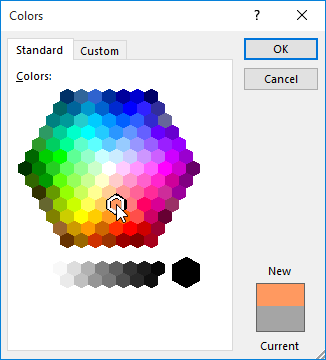 Colors
? ×
Standard Custom
OK
Colors:
Cancel
New
Current